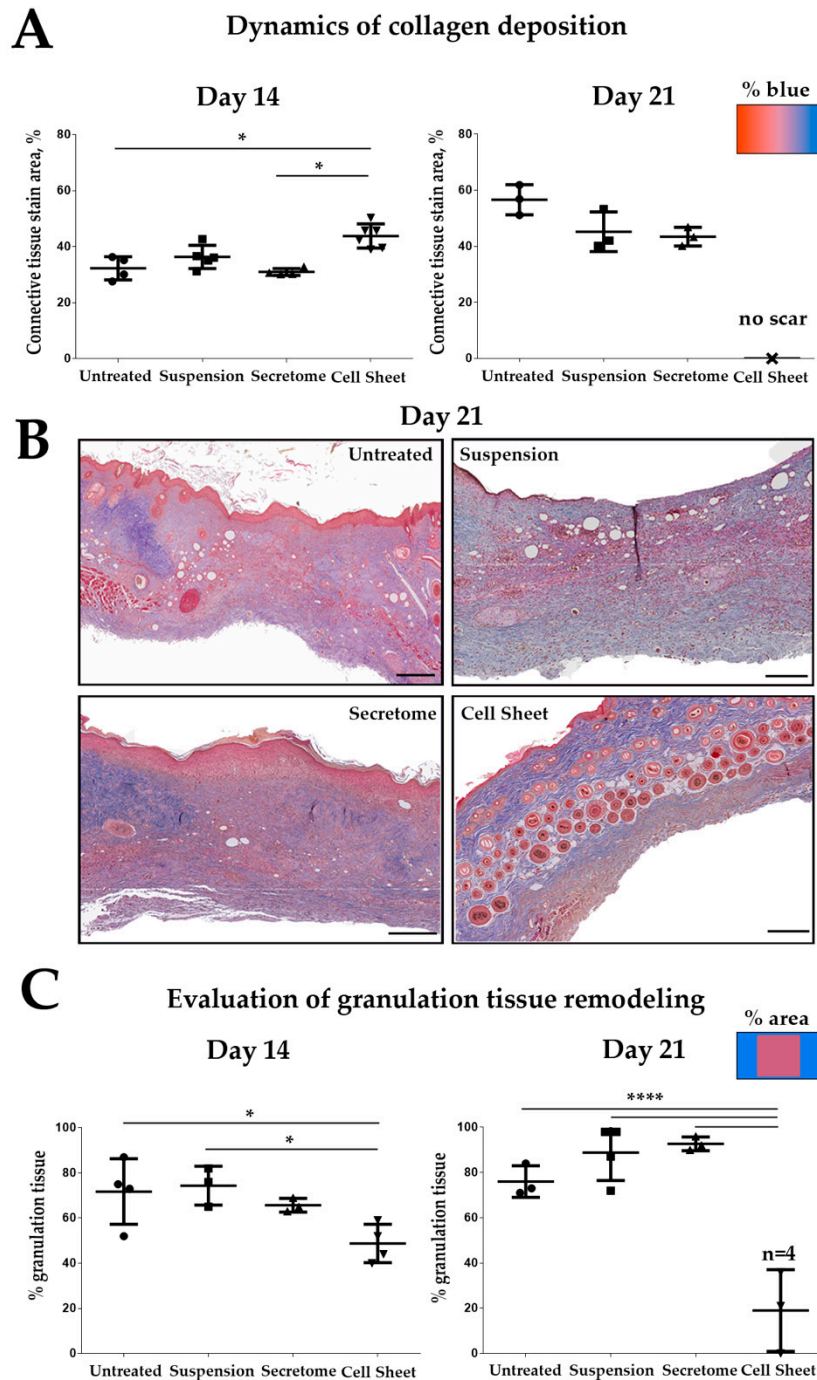 A
Dynamics of collagen deposition
Day 14
Day 21
% blue
Connective tissue stain area, %
80
60
40
20
0
*
*
Untreated
Suspension
Secretome
Cell Sheet
Connective tissue stain area, %
80
60
40
20
0
no scar
Untreated
Suspension
Secretome
Cell Sheet
B
Day 21
Untreated
Suspension
Secretome
Cell Sheet
C
Evaluation of granulation tissue remodeling
Day 14
Day 21
% area
% granulation tissue
100
80
60
40
20
0
*
*
Untreated
Suspension
Secretome
Cell Sheet
% granulation tissue
100
80
60
40
20
0
****
n=4
Untreated
Suspension
Secretome
Cell Sheet